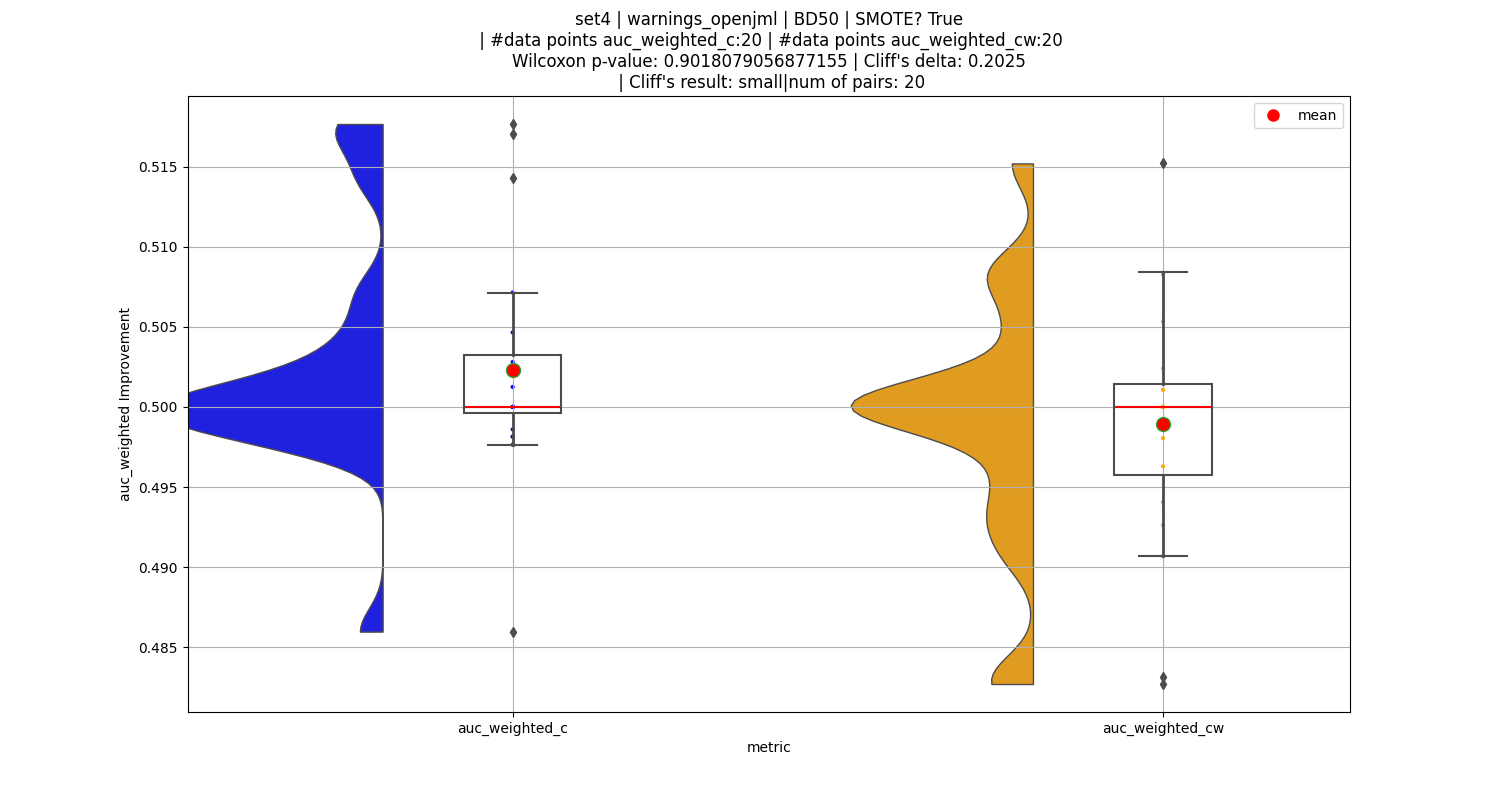 set4 | warnings_openjml | BD50 | SMOTE? True
| #data points auc_weighted_c:20 | #data points auc_weighted_cw:20
Wilcoxon p-value: 0.9018079056877155 | Cliff's delta: 0.2025
| Cliff's result: small|num of pairs: 20
mean
0.515
0.510
0.505
0.500
0.495
0.490
0.485
auc_weighted Improvement
auc_weighted_c
auc_weighted_cw
metric